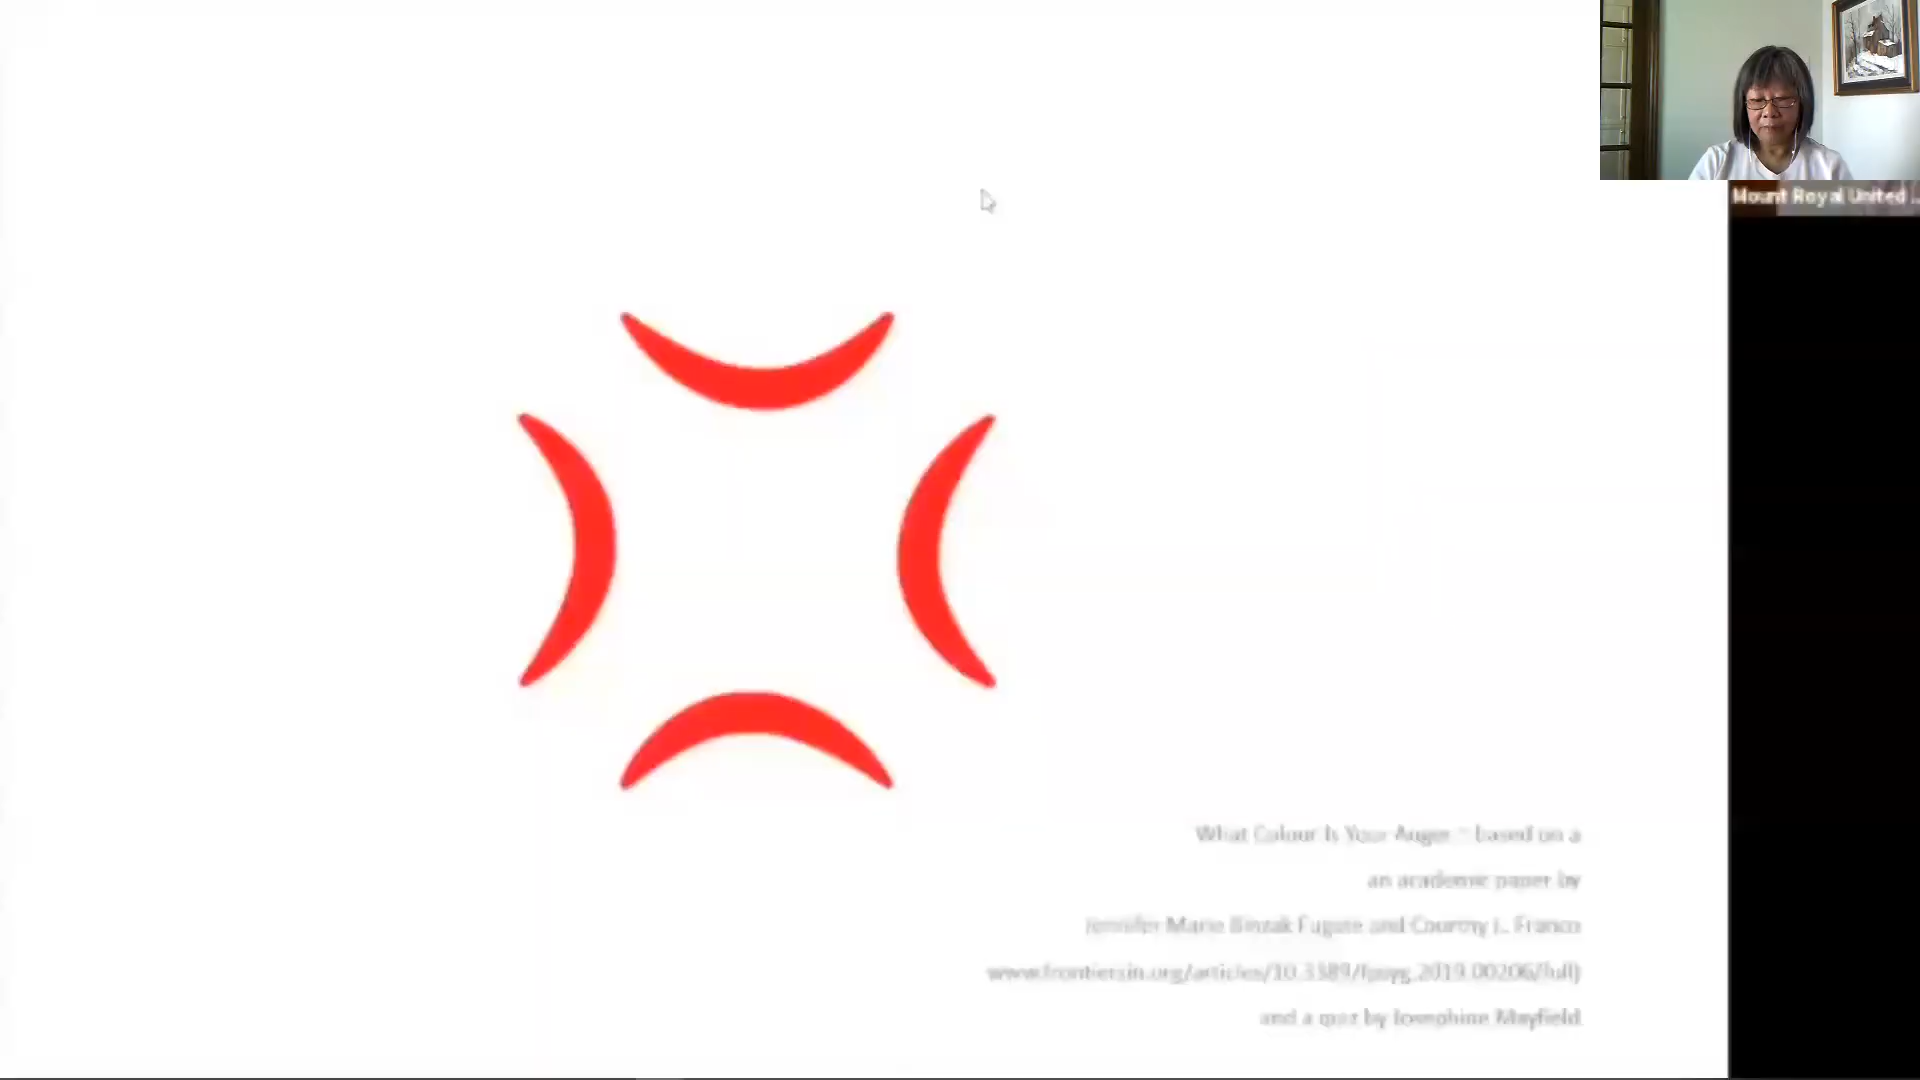 Mount Royal United ...
What Colour Is Your Anger - based on a
an academic paper by
Jennifer Marie Binzak Fugate and Courtny L. Franco
www.frontiersin.org/articles/10.3389/fpsyg.2019.00206/full)
and a quiz by Josephine Mayfield